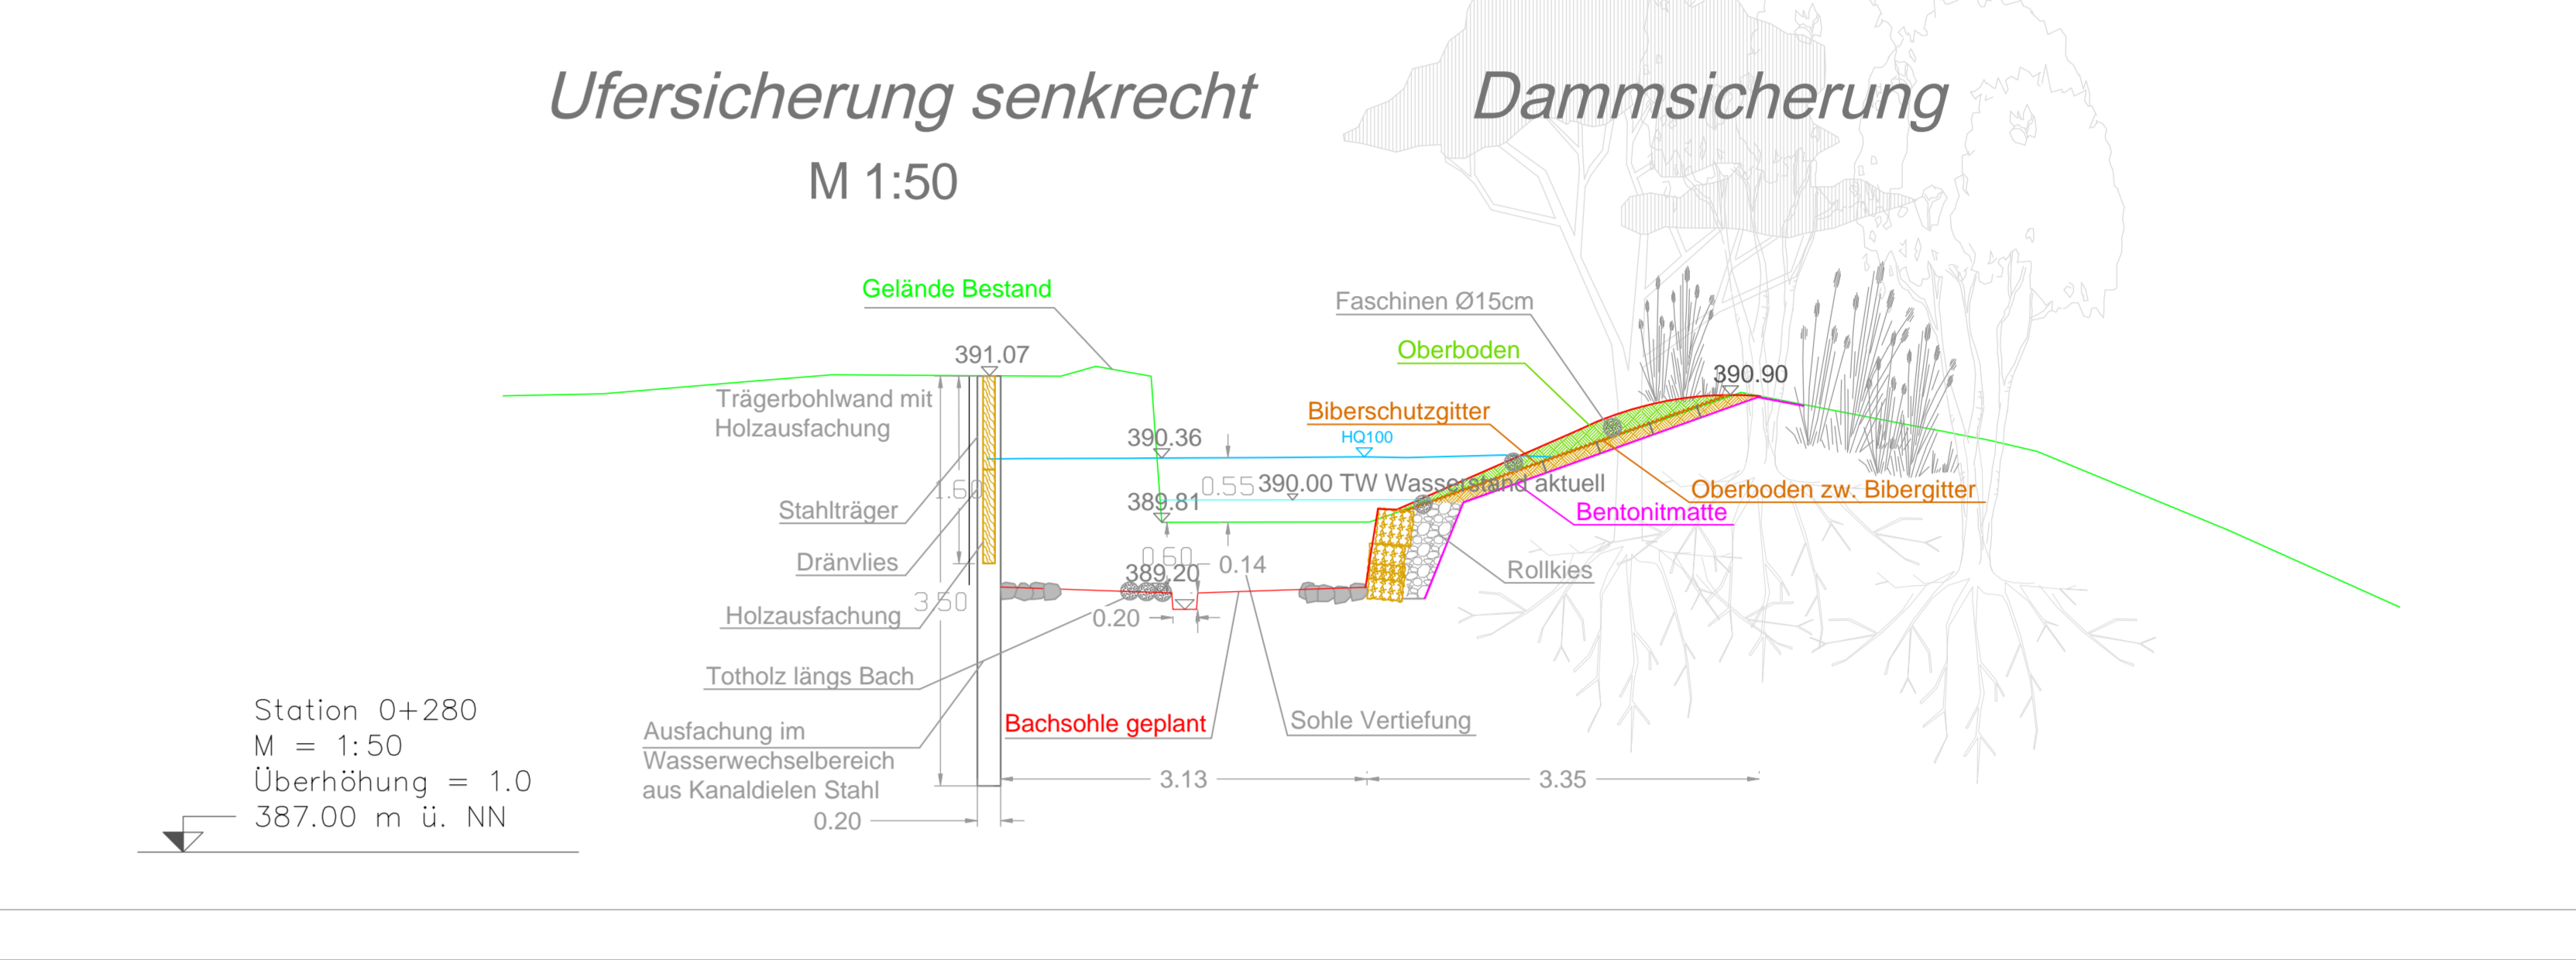 Ufersicherung senkrecht
Dammsicherung
M 1:50
Gelände Bestand
Faschinen Ø15cm
391.07
Oberboden
390.90
Trägerbohlwand mit
Holzausfachung
Biberschutzgitter
390.36
HQ100
1.60
0.55
390.00 TW Wasserstand aktuell
Oberboden zw. Bibergitter
389.81
Stahlträger
Bentonitmatte
Dränvlies
0.60
0.14
389.20
Rollkies
3.50
Holzausfachung
0.20
Totholz längs Bach
Station 0+280
M = 1:50
Überhöhung = 1.0
387.00 m ü. NN
Ausfachung im
Wasserwechselbereich
aus Kanaldielen Stahl
Bachsohle geplant
Sohle Vertiefung
3.13
3.35
0.20